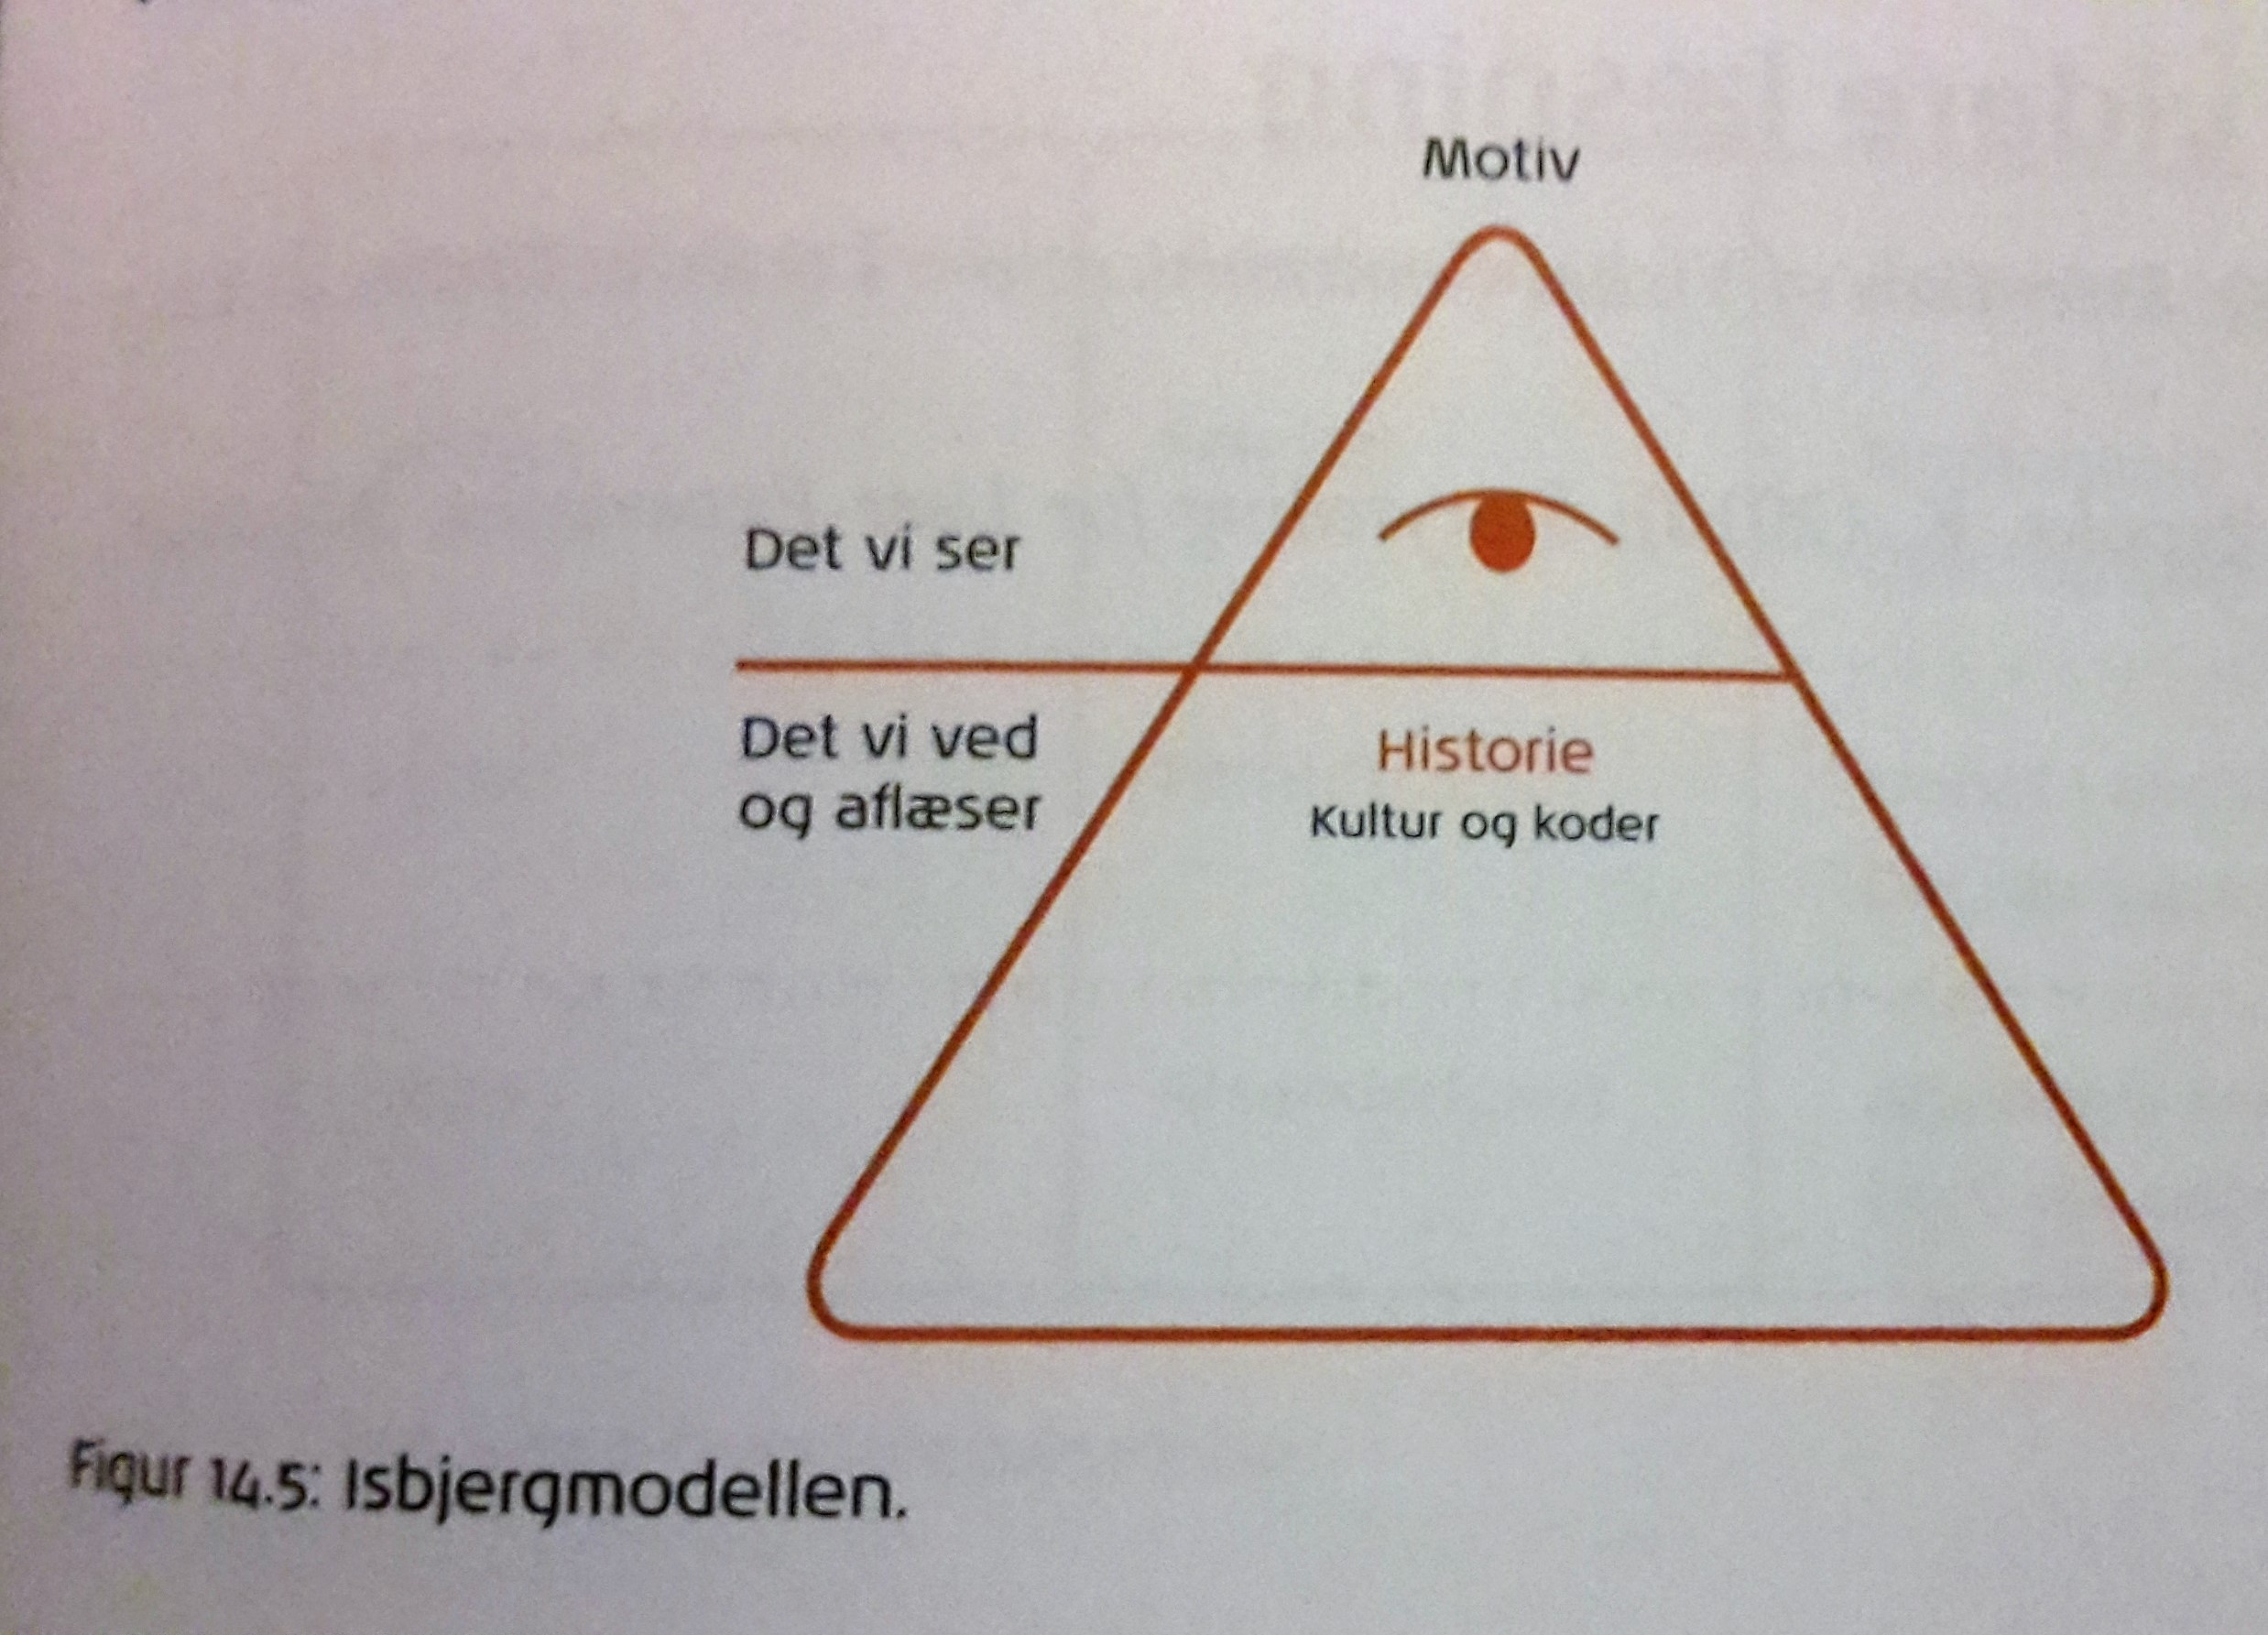 Motiv
Det vi ser
Det vi ved
og aflæser
Historie
Kultur og koder
Figur 14.5: Isbjergmodellen.